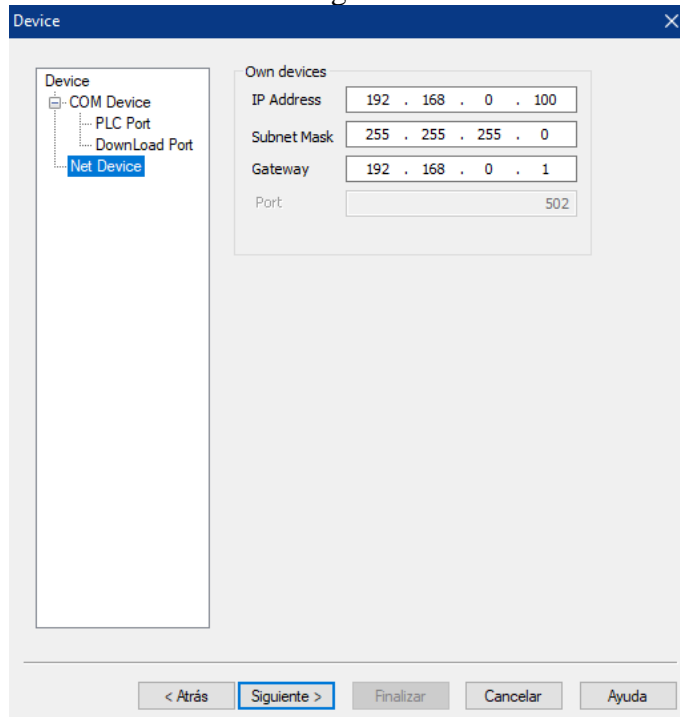 Device
Device
COM Device
PLC Port
DownLoad Port
Net Device
Own devices
IP Address 192 . 168 . 0 . 100
Subnet Mask 255 . 255 . 255 . 0
Gateway 192 . 168 . 0 . 1
Port 502
< Atrás Siguiente > Finalizar Cancelar Ayuda